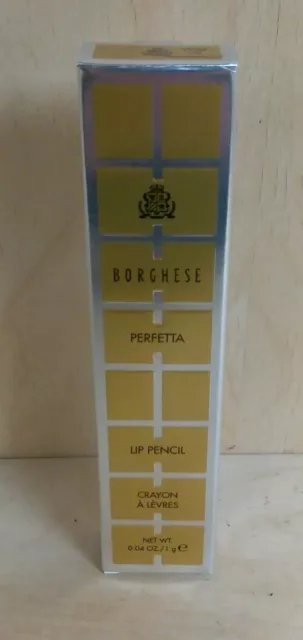 BORGHESE
PERFETTA
LIP PENCIL
CRAYON
À LÈVRES
NET WT.
0.04 OZ./1 g ℮